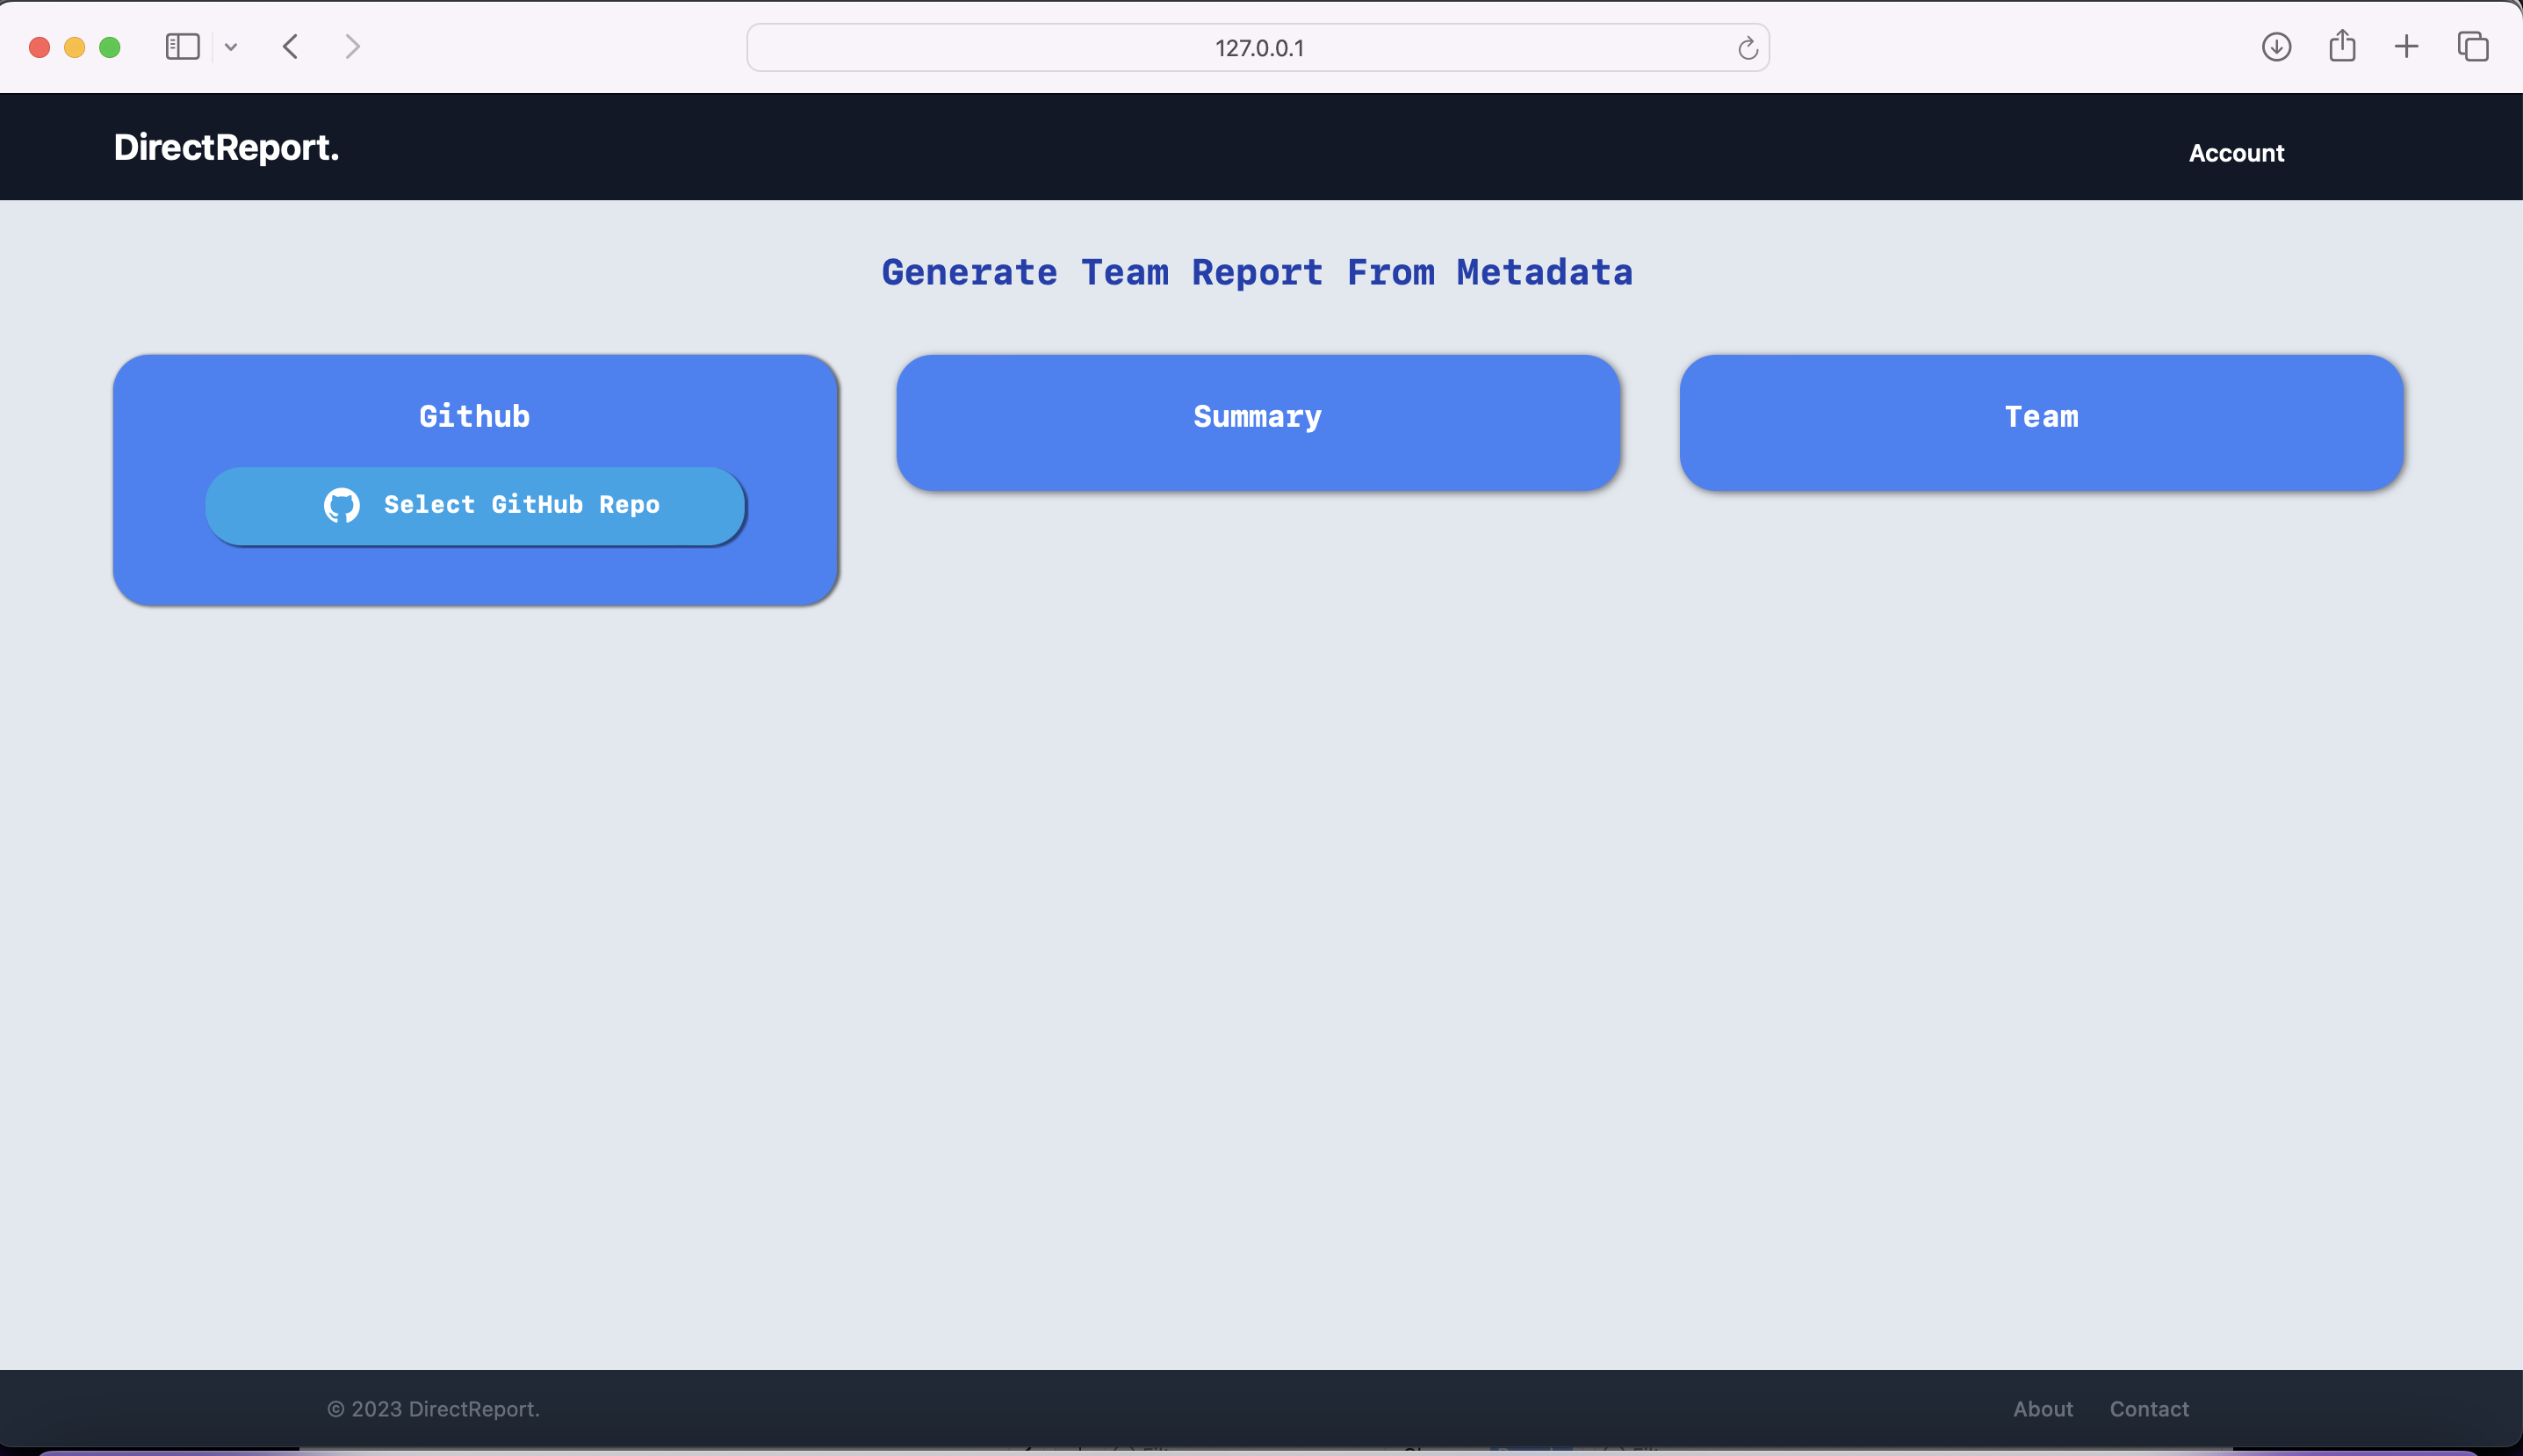 127.0.0.1
DirectReport.
Account
Generate Team Report From Metadata
Github
Summary
Team
Select GitHub Repo
© 2023 DirectReport.
About
Contact